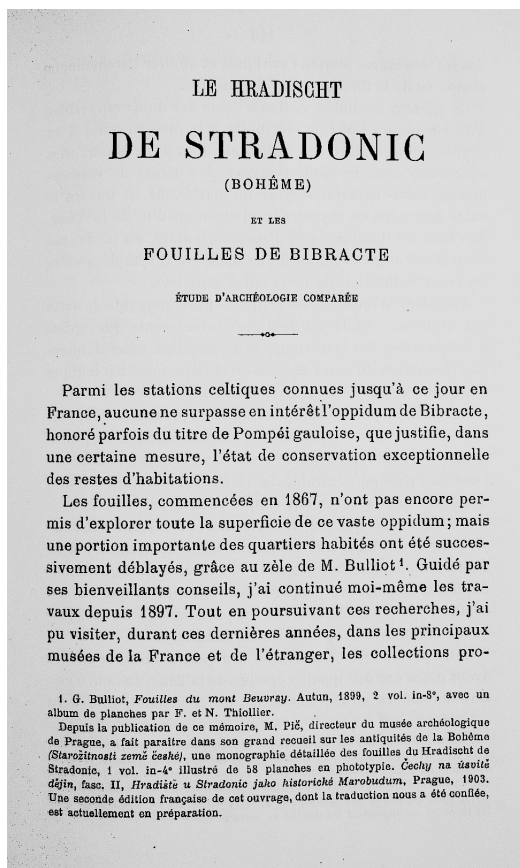 LE HRADISCHT
DE STRADONIC
(BOHÊME)
ET LES
FOUILLES DE BIBRACTE
ÉTUDE D'ARCHÉOLOGIE COMPARÉE
Parmi les stations celtiques connues jusqu'à ce jour en
France, aucune ne surpasse en intérêt l'oppidum de Bibracte,
honoré parfois du titre de Pompéi gauloise, que justifie, dans
une certaine mesure, l'état de conservation exceptionnelle
des restes d'habitations.
Les fouilles, commencées en 1867, n'ont pas encore per-
mis d'explorer toute la superficie de ce vaste oppidum; mais
une portion importante des quartiers habités ont été succes-
sivement déblayés, grâce au zèle de M. Bulliot¹. Guidé par
ses bienveillants conseils, j'ai continué moi-même les tra-
vaux depuis 1897. Tout en poursuivant ces recherches, j'ai
pu visiter, durant ces dernières années, dans les principaux
musées de la France et de l'étranger, les collections pro-
1. G. Bulliot, Fouilles du mont Beuvray. Autun, 1899, 2 vol. in-8°, avec un
album de planches par F. et N. Thiollier.
Depuis la publication de ce mémoire, M. Pič, directeur du musée archéologique
de Prague, a fait paraître dans son grand recueil sur les antiquités de la Bohême
(Starožitnosti země české), une monographie détaillée des fouilles du Hradischt de
Stradonic, 1 vol. in-4° illustré de 58 planches en phototypie. Čechy na úsvitě
dějin, fasc. II, Hradiště u Stradonic jako historické Marobudum, Prague, 1903.
Une seconde édition française de cet ouvrage, dont la traduction nous a été confiée,
est actuellement en préparation.